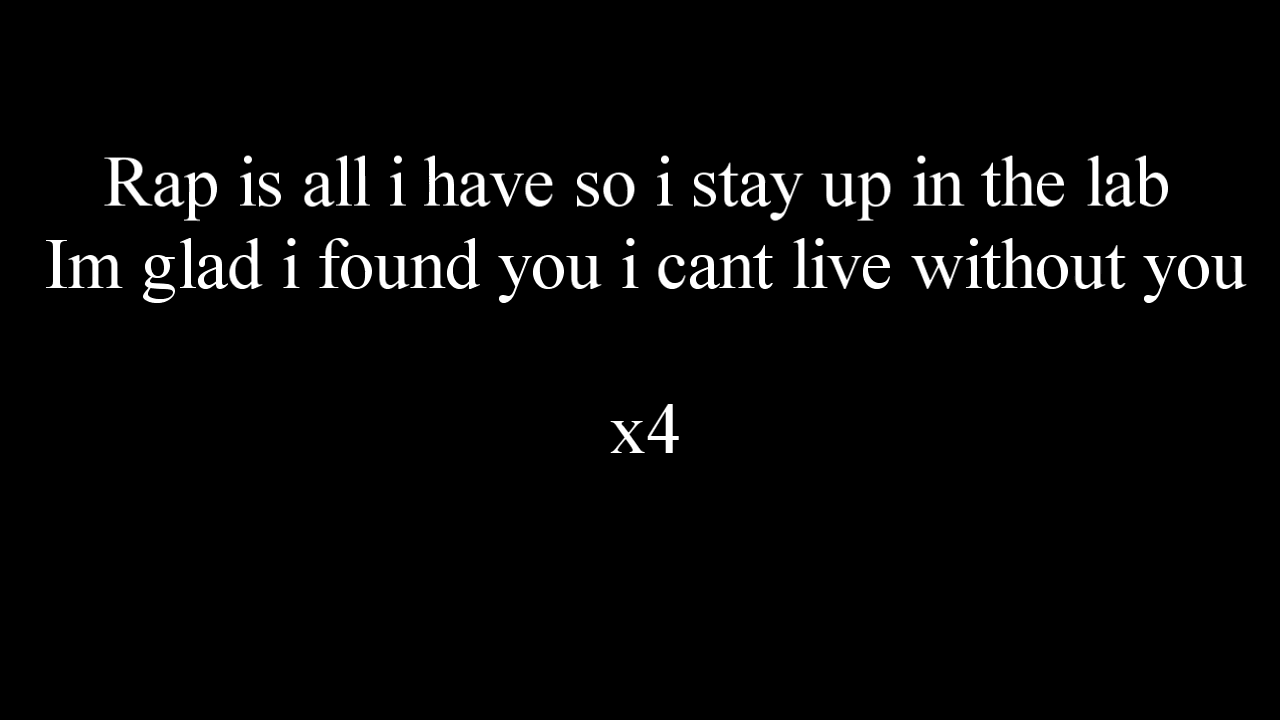 Rap is all i have so i stay up in the lab
Im glad i found you i cant live without you
x4